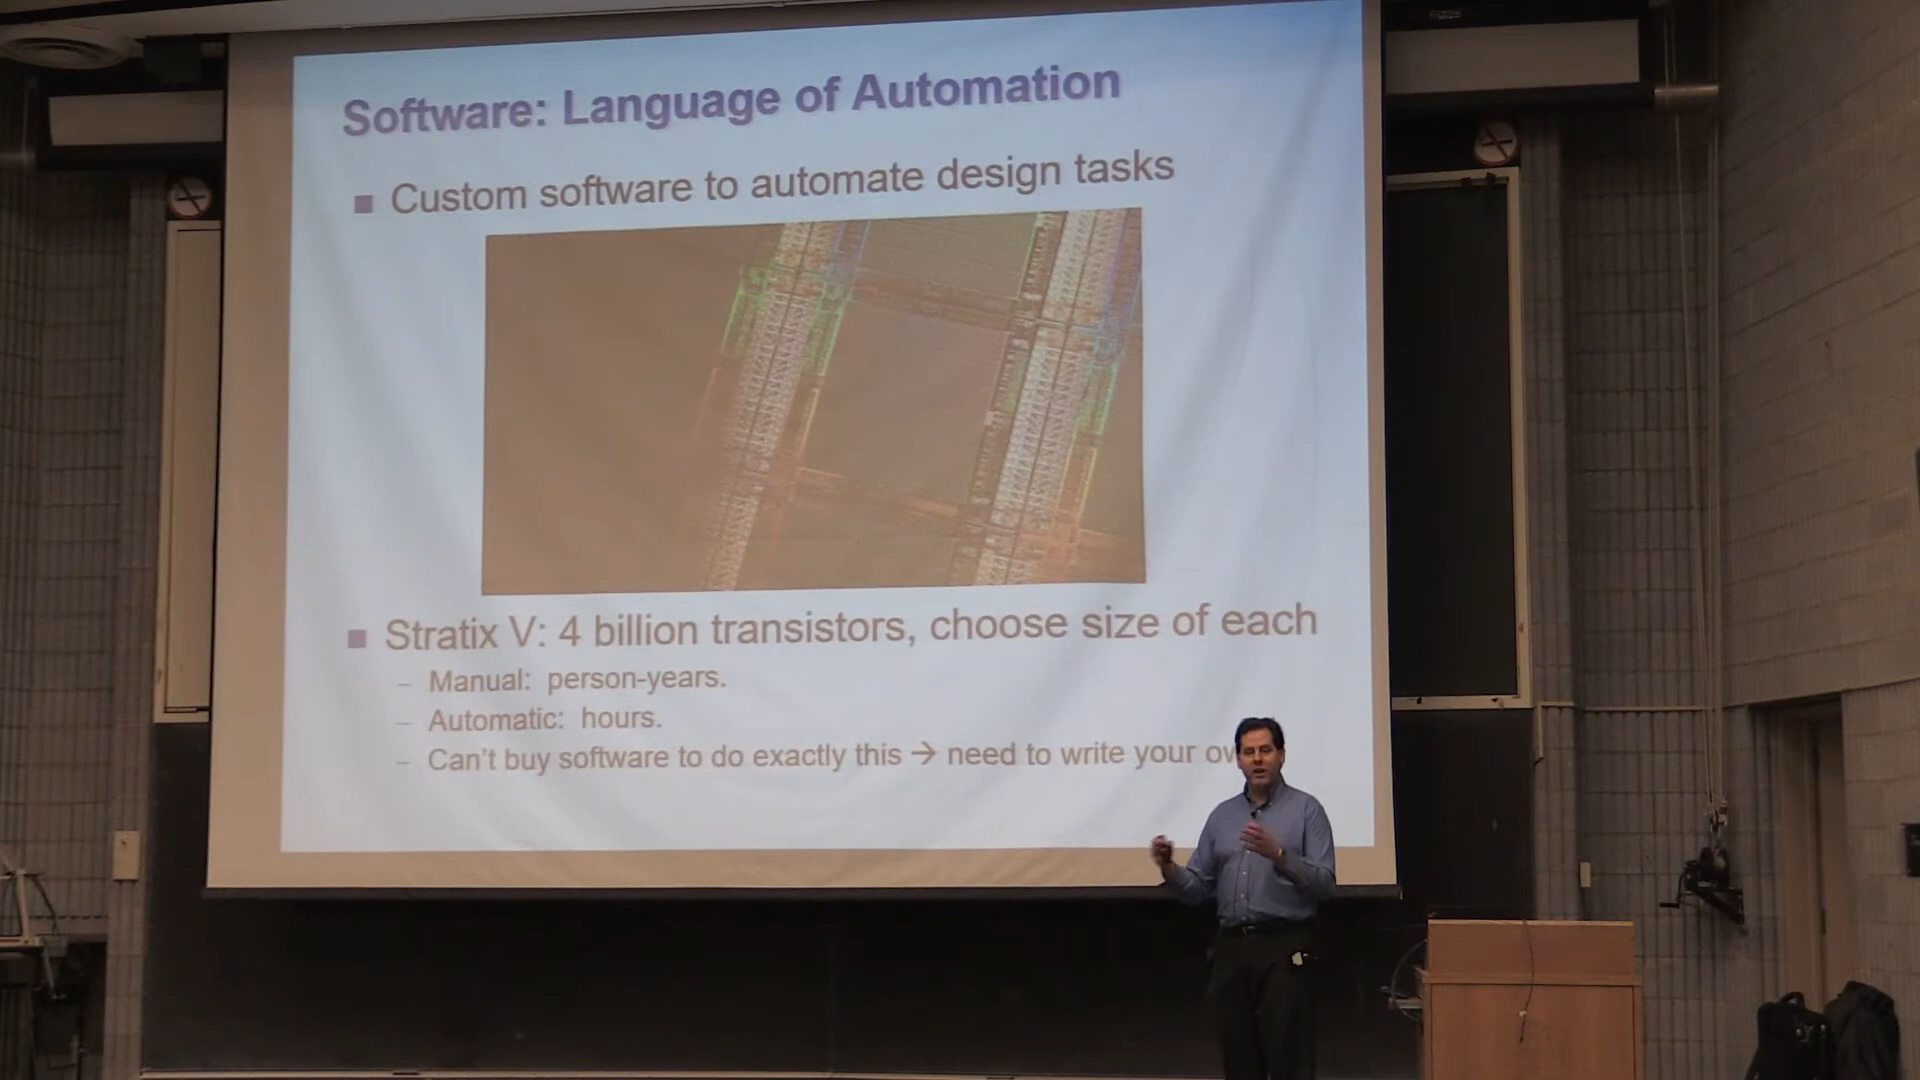 Software: Language of Automation
Custom software to automate design tasks
Stratix V: 4 billion transistors, choose size of each
– Manual: person-years.
– Automatic: hours.
– Can't buy software to do exactly this → need to write your